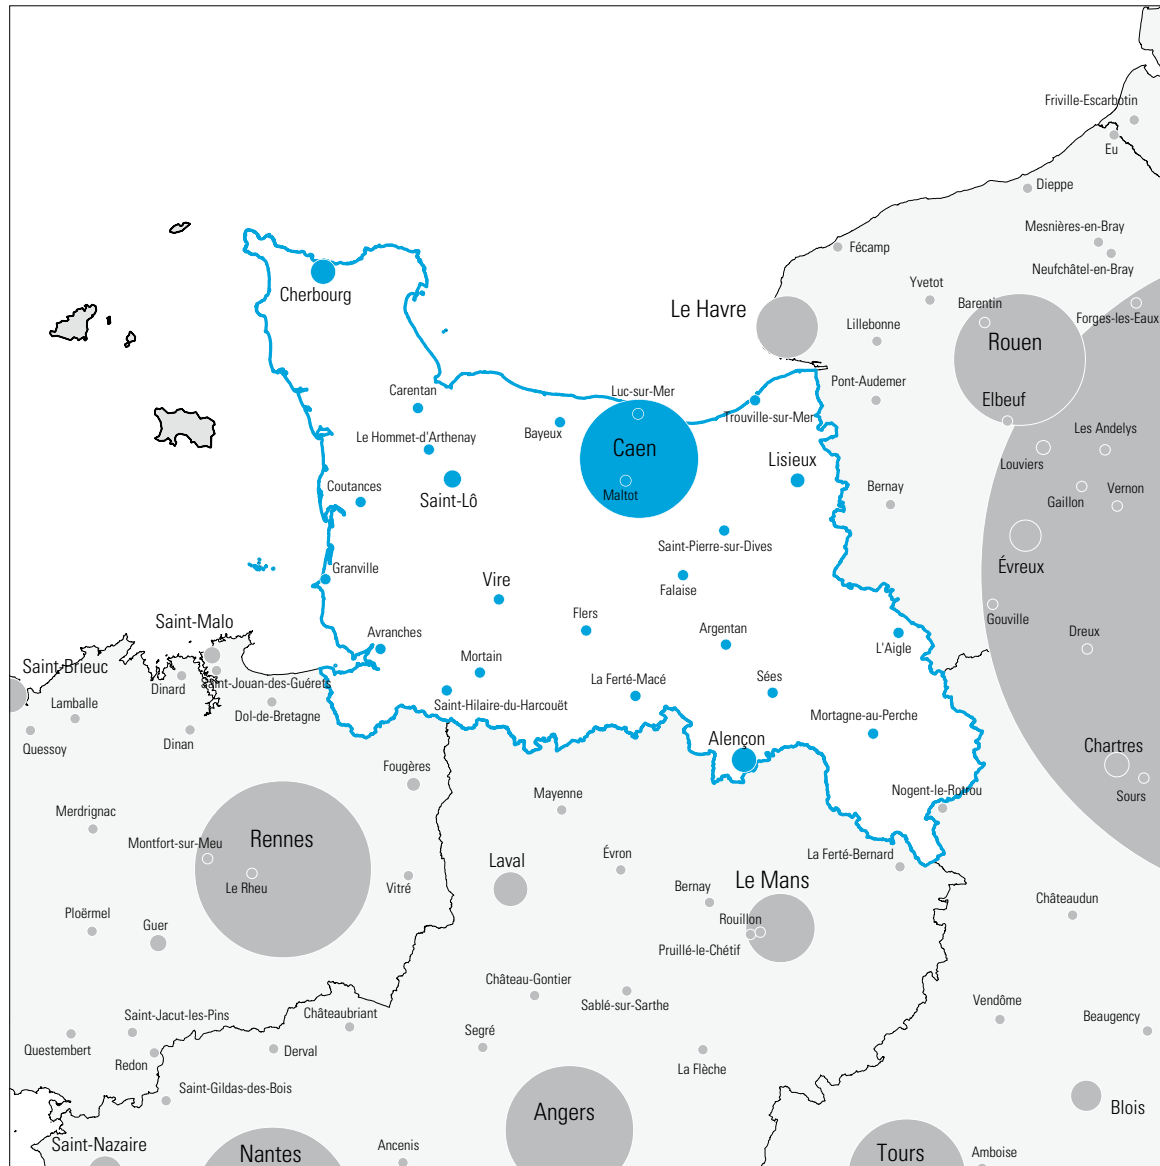 Friville-Escarbotin
Eu
Dieppe
Mesnières-en-Bray
Fécamp
Neufchâtel-en-Bray
Yvetot
Cherbourg
Le Havre
Barentin
Forges-les-Eaux
Lillebonne
Rouen
Pont-Audemer
Carentan
Luc-sur-Mer
Elbeuf
Trouville-sur-Mer
Les Andelys
Le Hommet-d'Arthenay
Bayeux
Caen
Lisieux
Louviers
Coutances
Saint-Lô
Maltot
Bernay
Gaillon
Vernon
Saint-Pierre-sur-Dives
Granville
Vire
Falaise
Évreux
Saint-Malo
Flers
Gouville
Avranches
Argentan
Dreux
L'Aigle
Saint-Brieuc
Mortain
Saint-Jouan-des-Guérets
Dinard
La Ferté-Macé
Sées
Lamballe
Saint-Hilaire-du-Harcouët
Dol-de-Bretagne
Mortagne-au-Perche
Quessoy
Dinan
Alençon
Chartres
Fougères
Nogent-le-Rotrou
Mayenne
Sours
Merdrignac
Rennes
Montfort-sur-Meu
Laval
Évron
La Ferté-Bernard
Le Rheu
Vitré
Bernay
Le Mans
Châteaudun
Ploërmel
Guer
Rouillon
Pruillé-le-Chétif
Château-Gontier
Sablé-sur-Sarthe
Vendôme
Saint-Jacut-les-Pins
Châteaubriant
Beaugency
Segré
Questembert
Redon
Derval
La Flèche
Saint-Gildas-des-Bois
Angers
Blois
Saint-Nazaire
Nantes
Ancenis
Tours
Amboise